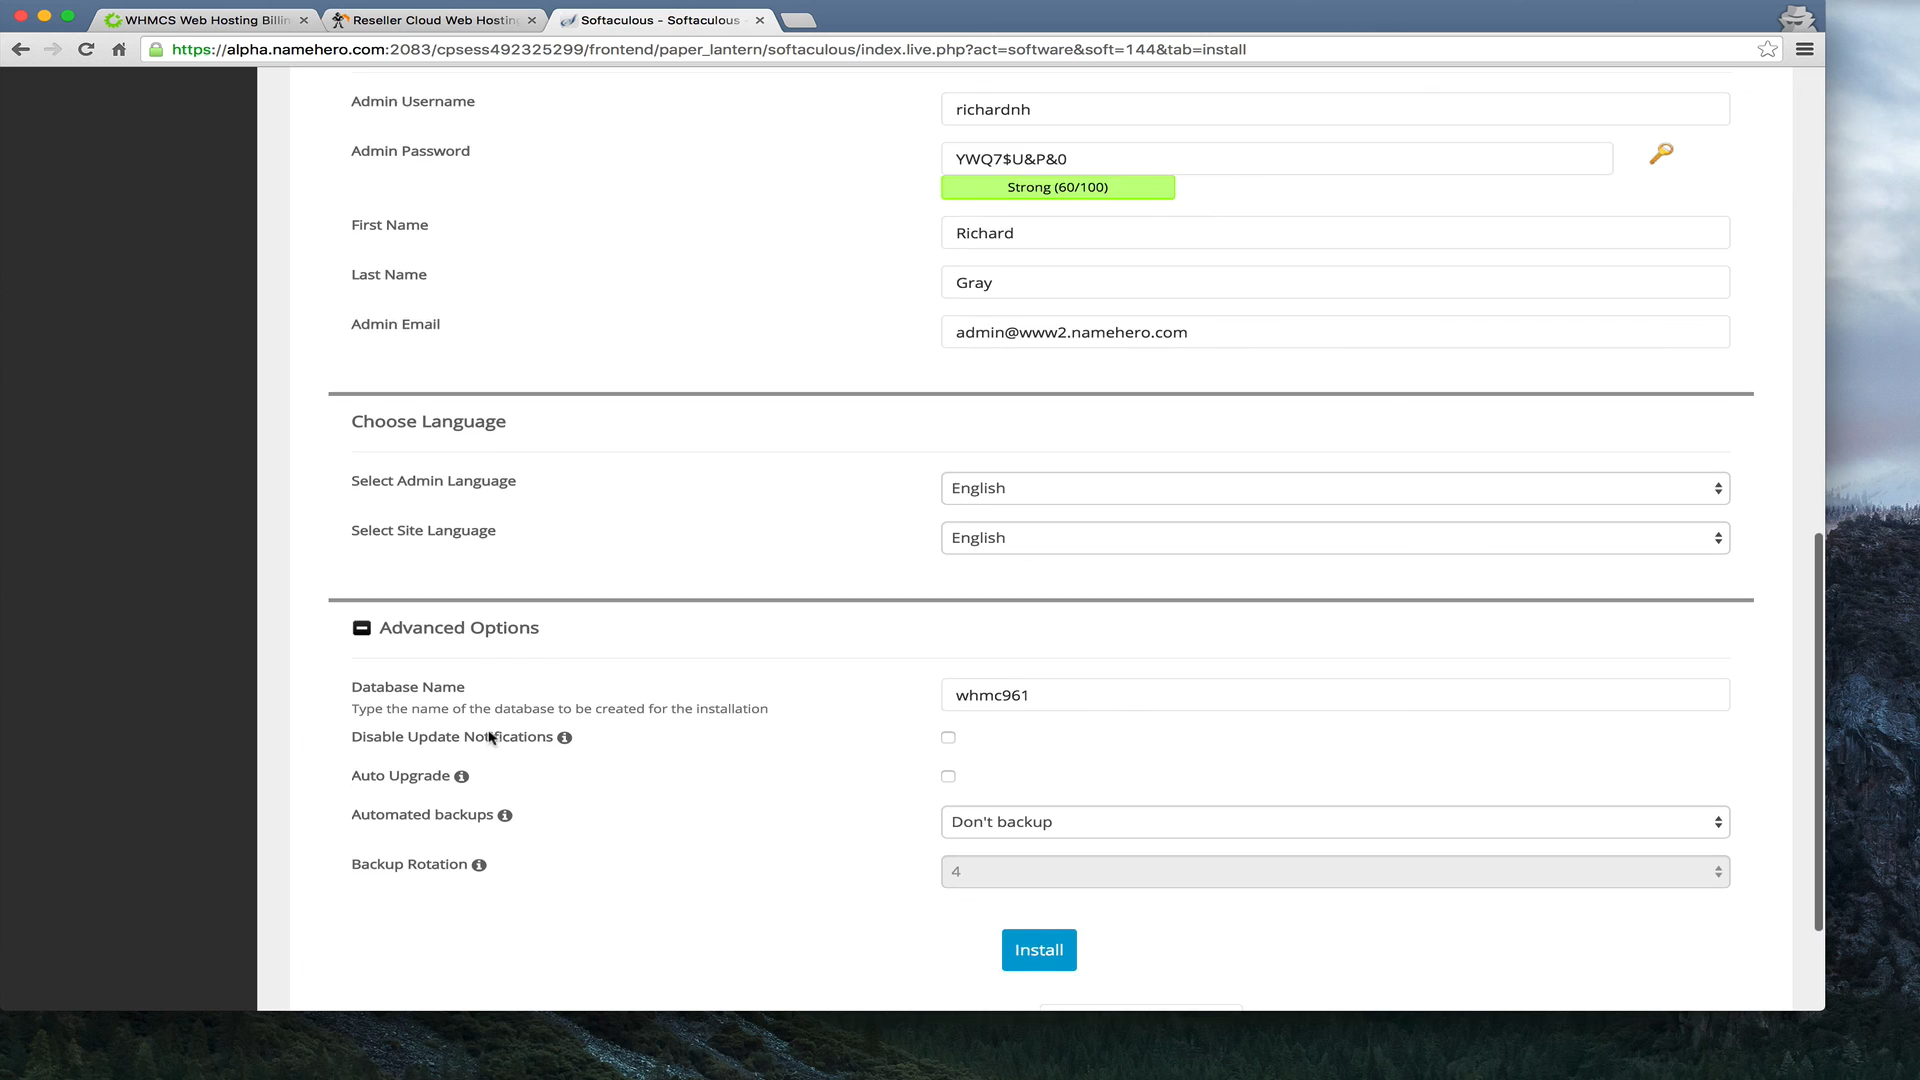 WHMCS Web Hosting Billin
Reseller Cloud Web Hosting
Softaculous - Softaculous
https://alpha.namehero.com:2083/cpsess492325299/frontend/paper_lantern/softaculous/index.live.php?act=software&soft=144&tab=install
Admin Username
richardnh
Admin Password
YWQ7$U&P&0
Strong (60/100)
First Name
Richard
Last Name
Gray
Admin Email
admin@www2.namehero.com
Choose Language
Select Admin Language
English
Select Site Language
English
Advanced Options
Database Name
Type the name of the database to be created for the installation
whmc961
Disable Update Notifications
Auto Upgrade
Automated backups
Don't backup
Backup Rotation
4
Install